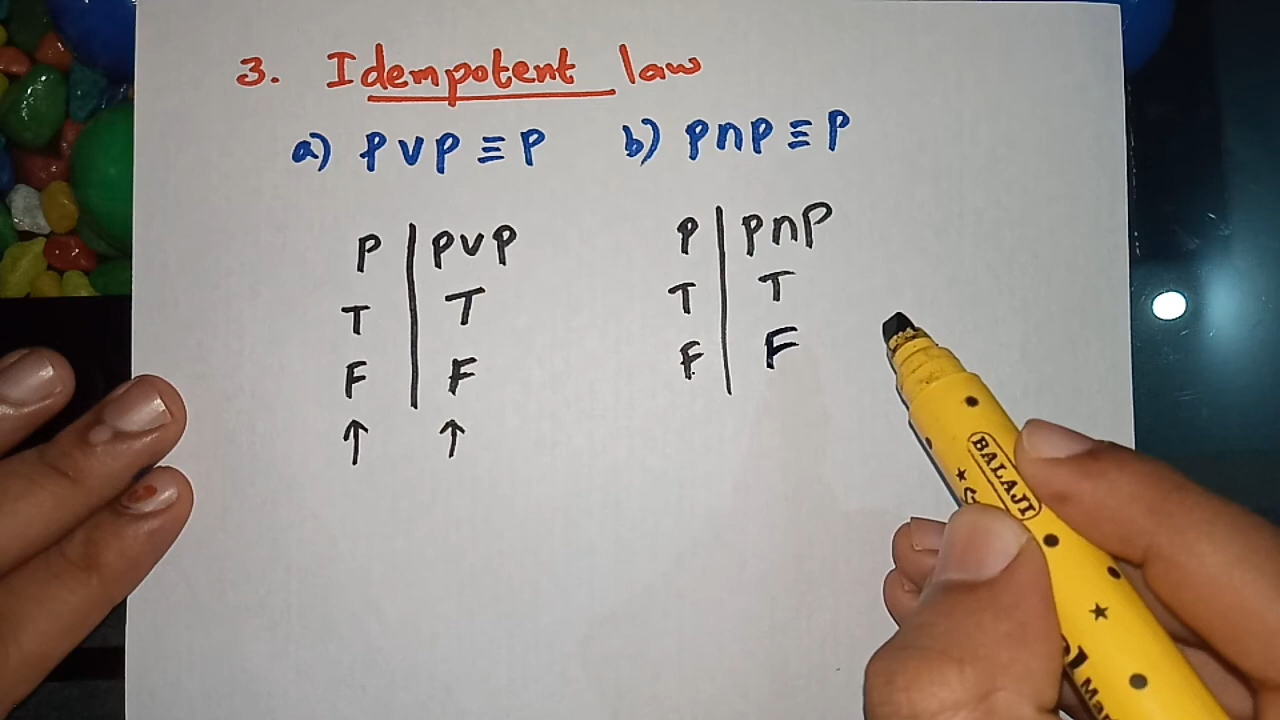 3. Idempotent law
a) P v P ≡ P b) P n P ≡ P
P P v P P P n P
T T T T
F F F F
↑ ↑
BALAJI